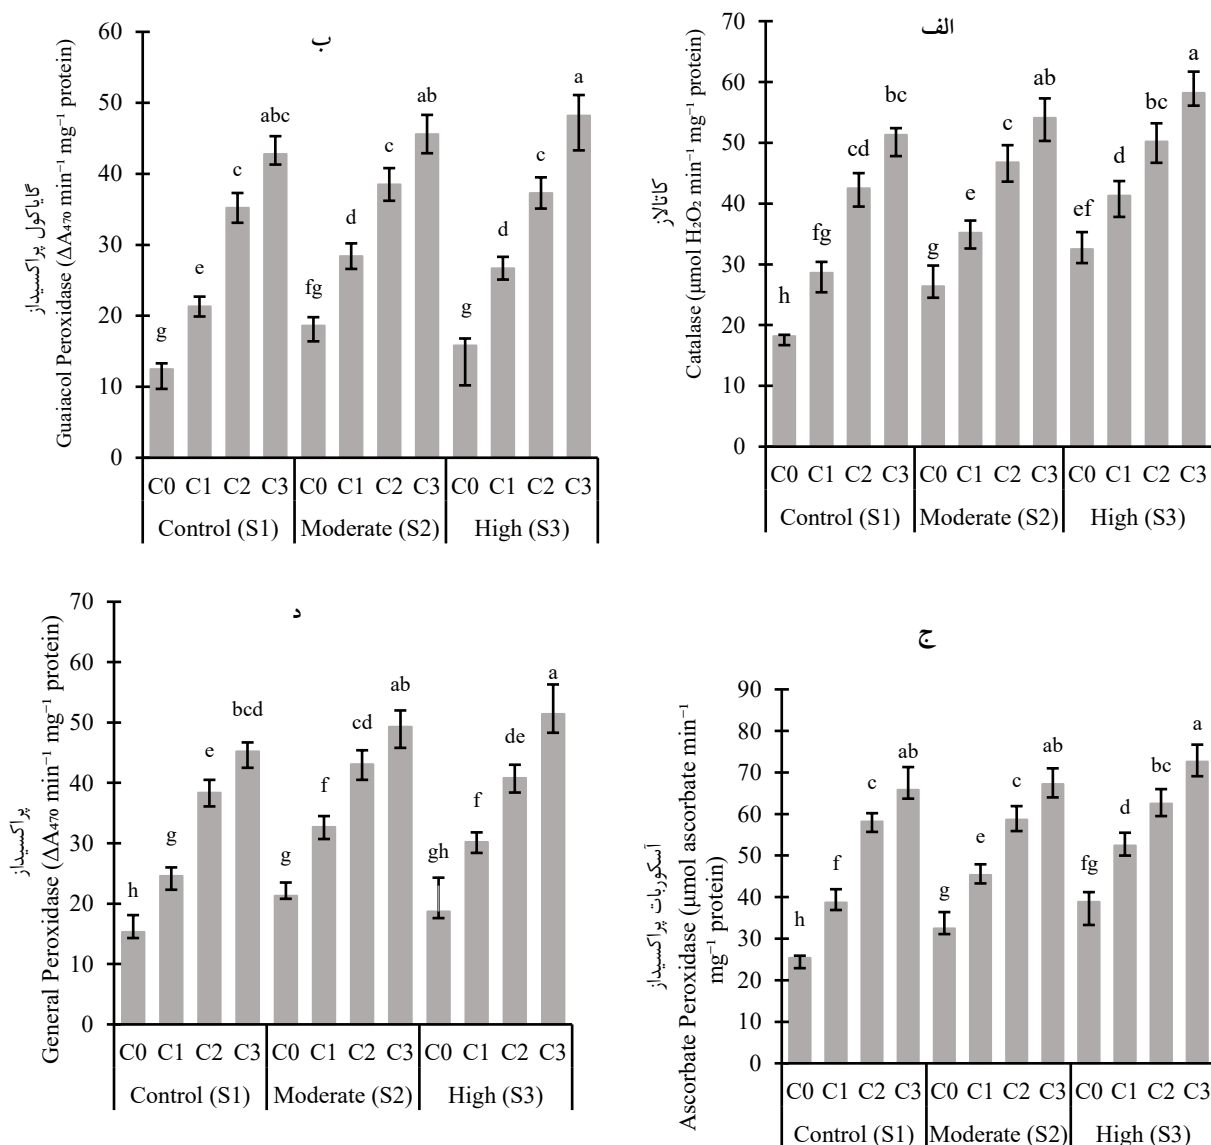 ب
گایاکول پراکسیداز
Guaiacol Peroxidase (ΔA₄₇₀ min⁻¹ mg⁻¹ protein)
60
50
40
30
20
10
0
g e c abc fg d c ab g d c a
C0 C1 C2 C3 C0 C1 C2 C3 C0 C1 C2 C3
Control (S1) Moderate (S2) High (S3)
الف
کاتالاز
Catalase (µmol H₂O₂ min⁻¹ mg⁻¹ protein)
70
60
50
40
30
20
10
0
h fg cd bc g e c ab ef d bc a
C0 C1 C2 C3 C0 C1 C2 C3 C0 C1 C2 C3
Control (S1) Moderate (S2) High (S3)
د
پراکسیداز
General Peroxidase (ΔA₄₇₀ min⁻¹ mg⁻¹ protein)
70
60
50
40
30
20
10
0
h g e bcd g f cd ab gh f de a
C0 C1 C2 C3 C0 C1 C2 C3 C0 C1 C2 C3
Control (S1) Moderate (S2) High (S3)
ج
آسکوربات پراکسیداز
Ascorbate Peroxidase (µmol ascorbate min⁻¹
mg⁻¹ protein)
90
80
70
60
50
40
30
20
10
0
h f c ab g e c ab fg d bc a
C0 C1 C2 C3 C0 C1 C2 C3 C0 C1 C2 C3
Control (S1) Moderate (S2) High (S3)